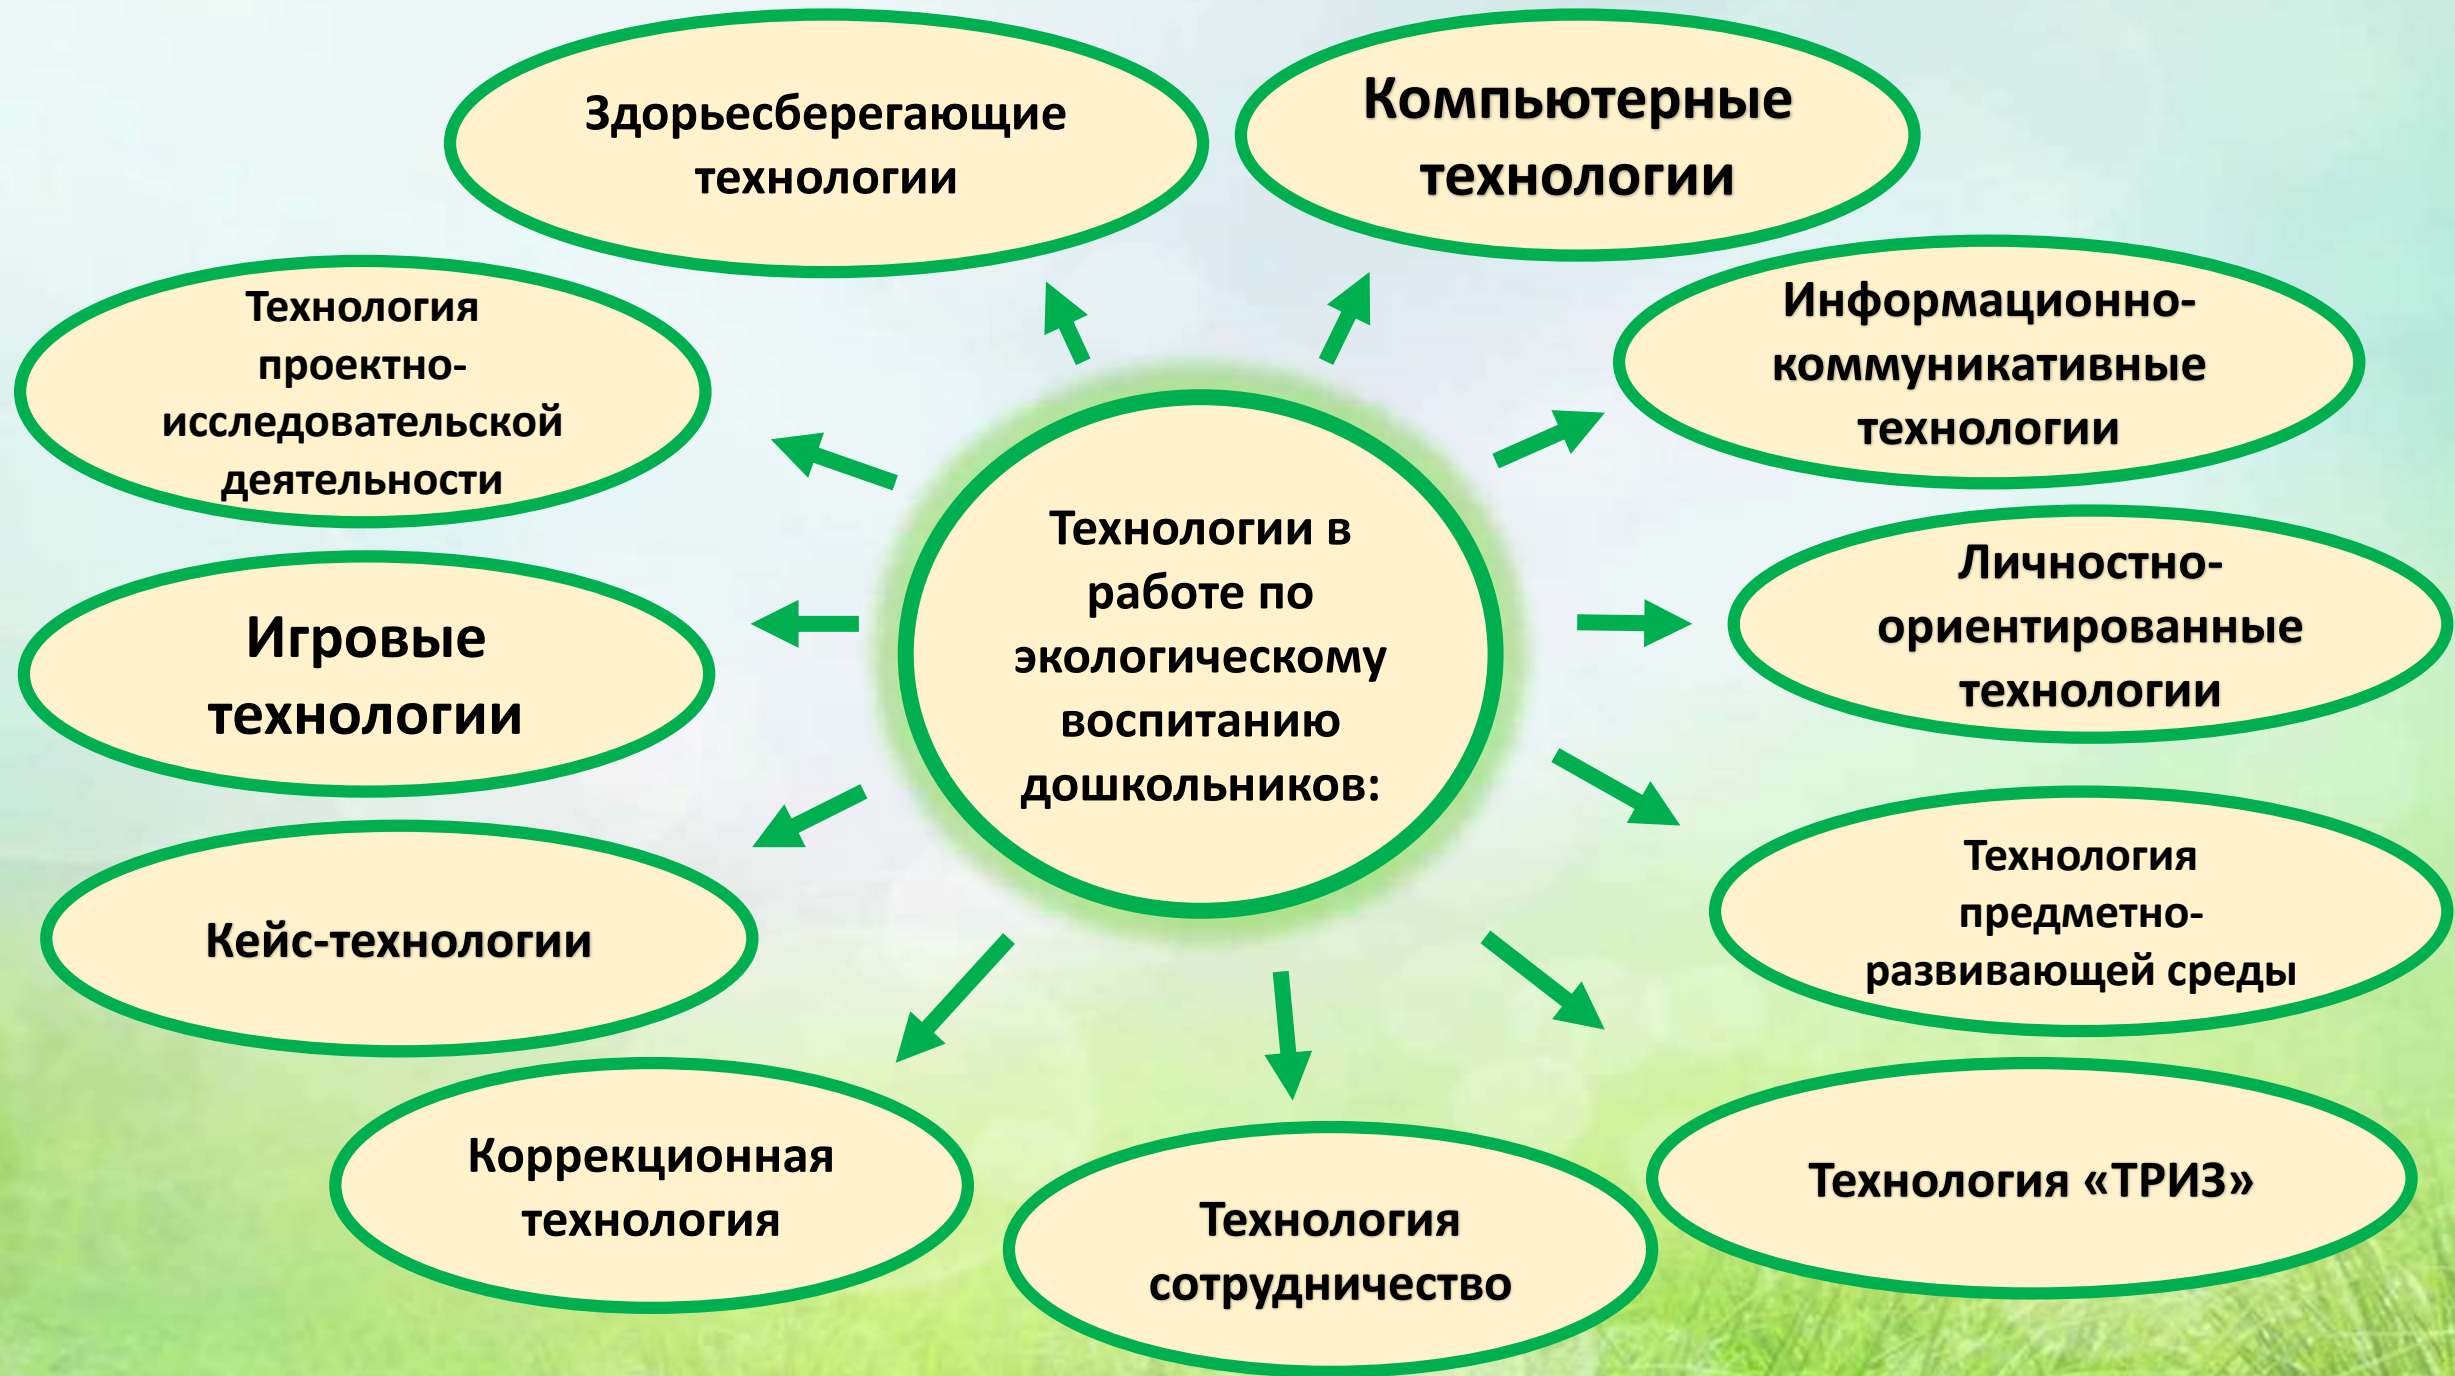 Здорьесберегающие
технологии
Компьютерные
технологии
Технология
проектно-
исследовательской
деятельности
Информационно-
коммуникативные
технологии
Технологии в
работе по
экологическому
воспитанию
дошкольников:
Игровые
технологии
Личностно-
ориентированные
технологии
Кейс-технологии
Технология
предметно-
развивающей среды
Коррекционная
технология
Технология
сотрудничество
Технология «ТРИЗ»